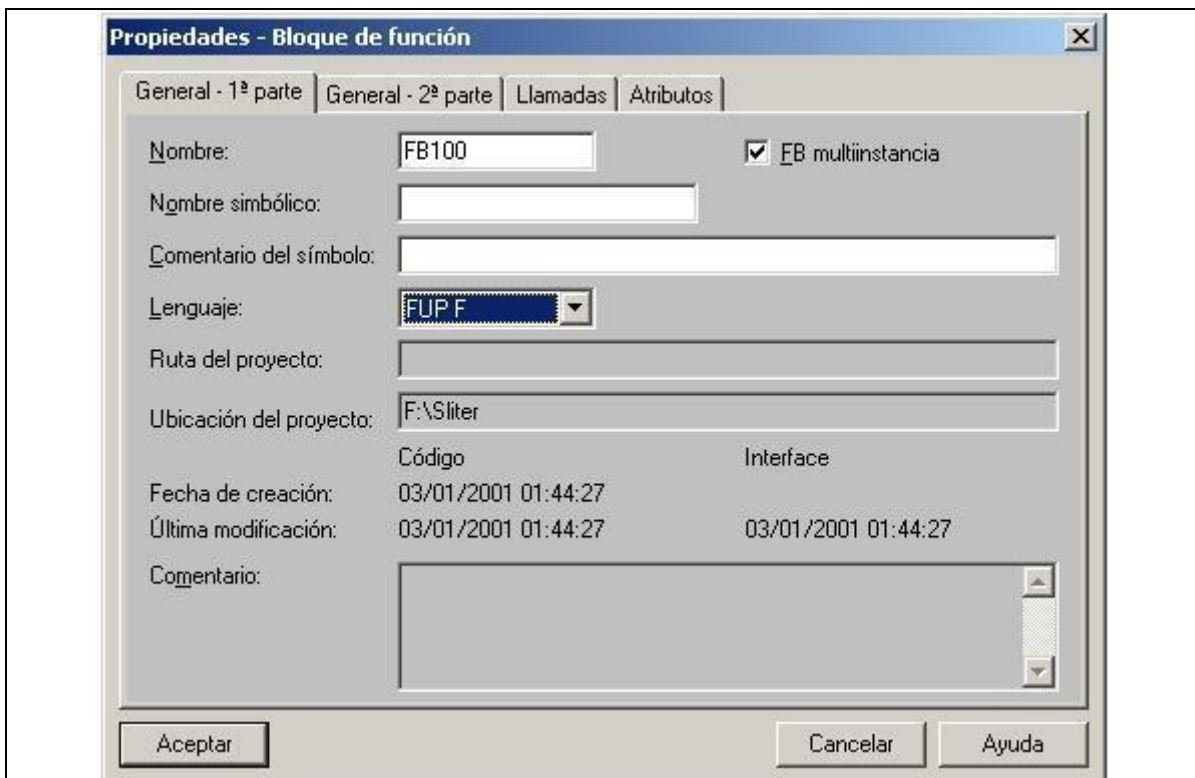 Propiedades - Bloque de función
General - 1ª parte General - 2ª parte Llamadas Atributos
Nombre: FB100 FB multiinstancia
Nombre simbólico:
Comentario del símbolo:
Lenguaje: FUP F
Ruta del proyecto:
Ubicación del proyecto: F:\Sliter
Código Interface
Fecha de creación: 03/01/2001 01:44:27
Última modificación: 03/01/2001 01:44:27 03/01/2001 01:44:27
Comentario:
Aceptar Cancelar Ayuda